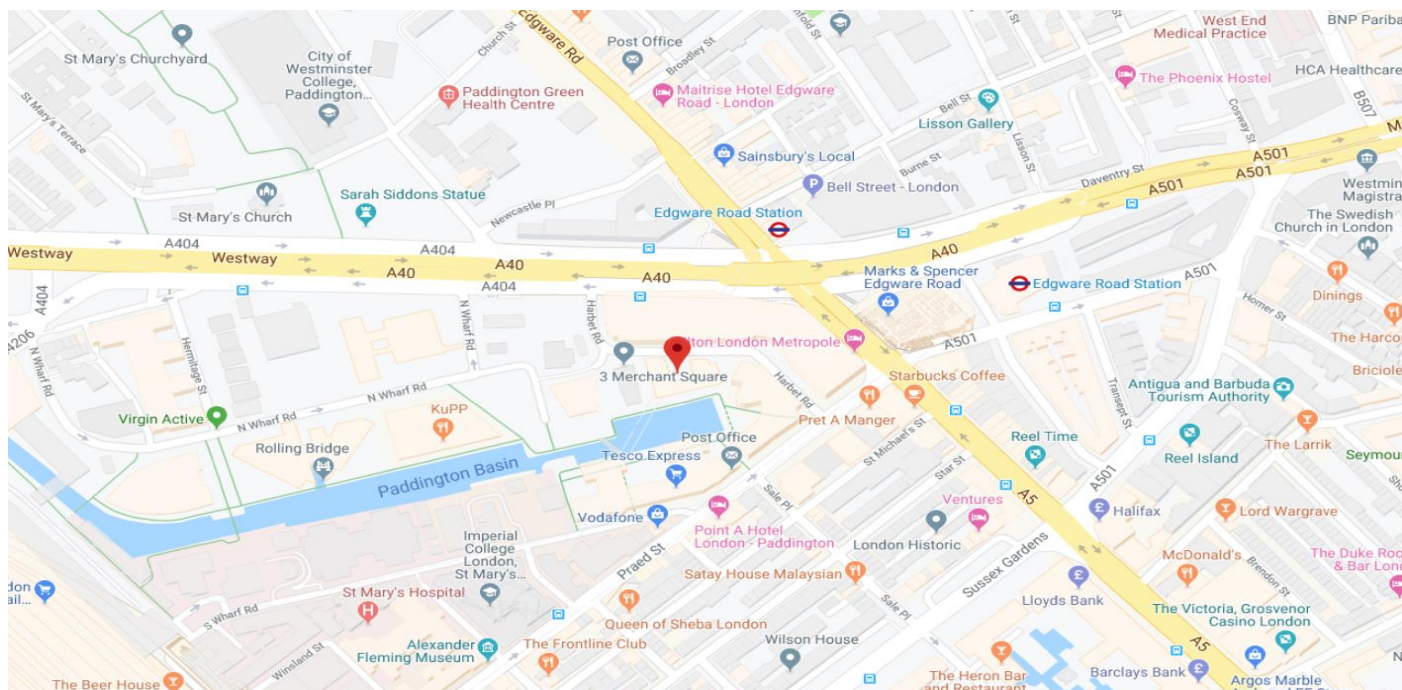 St Mary's Churchyard
City of
Westminster
College,
Paddington...
Church St
Edgware Rd
Post Office
Broadley St
West End
Medical Practice
BNP Pariba
The Phoenix Hostel
HCA Healthcare
B507
Paddington Green
Health Centre
Maitrise Hotel Edgware
Road - London
Bell St
Lisson Gallery
Lisson St
Cosway St
St Mary's Terrace
Sainsbury's Local
Burne St
Bell Street - London
Daventry St
A501
A501
A501
Westmin
Magistra
Sarah Siddons Statue
St Mary's Church
Newcastle Pl
Edgware Road Station
The Swedish
Church in London
A404
Westway
Westway
A40
A40
A40
A40
A404
A404
Marks & Spencer
Edgware Road
Edgware Road Station
A501
Dinings
Homer St
The Harco
4206
N Wharf Rd
Hermitage St
N Wharf Rd
Harbet Rd
lton London Metropole
A501
3 Merchant Square
Harbet Rd
Starbucks Coffee
Briciole
Antigua and Barbuda
Tourism Authority
Transept St
N Wharf Rd
Virgin Active
N Wharf Rd
KuPP
Pret A Manger
Rolling Bridge
Post Office
St Michael's St
Reel Time
The Larrik
Reel Island
Seymou
Paddington Basin
Tesco Express
Star St
A501
Sale Pl
A5
Ventures
Vodafone
Halifax
Lord Wargrave
Point A Hotel
London - Paddington
Imperial
College
London,
St Mary's...
London Historic
Sussex Gardens
McDonald's
The Duke Roo
& Bar Lon
Praed St
Satay House Malaysian
Brendon St
don
ail...
St Mary's Hospital
Lloyds Bank
S Wharf Rd
Sale Pl
The Victoria, Grosvenor
Casino London
Queen of Sheba London
Winsland St
Alexander
Fleming Museum
The Frontline Club
Wilson House
A5
The Beer House
The Heron Bar
and Restaurant
Barclays Bank
Argos Marble